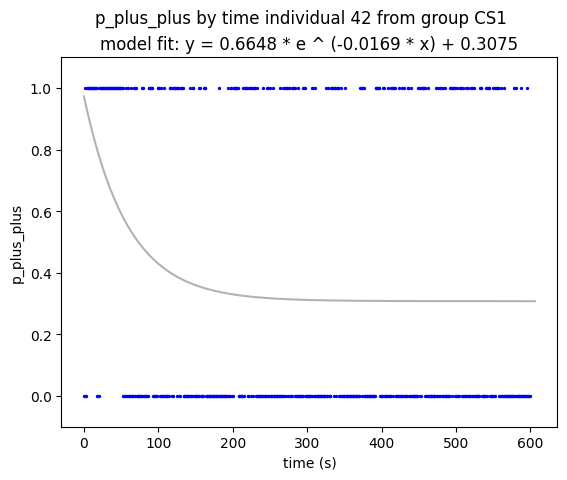 p_plus_plus by time individual 42 from group CS1
model fit: y = 0.6648 * e ^ (-0.0169 * x) + 0.3075
1.0
0.8
0.6
0.4
0.2
0.0
p_plus_plus
0 100 200 300 400 500 600
time (s)